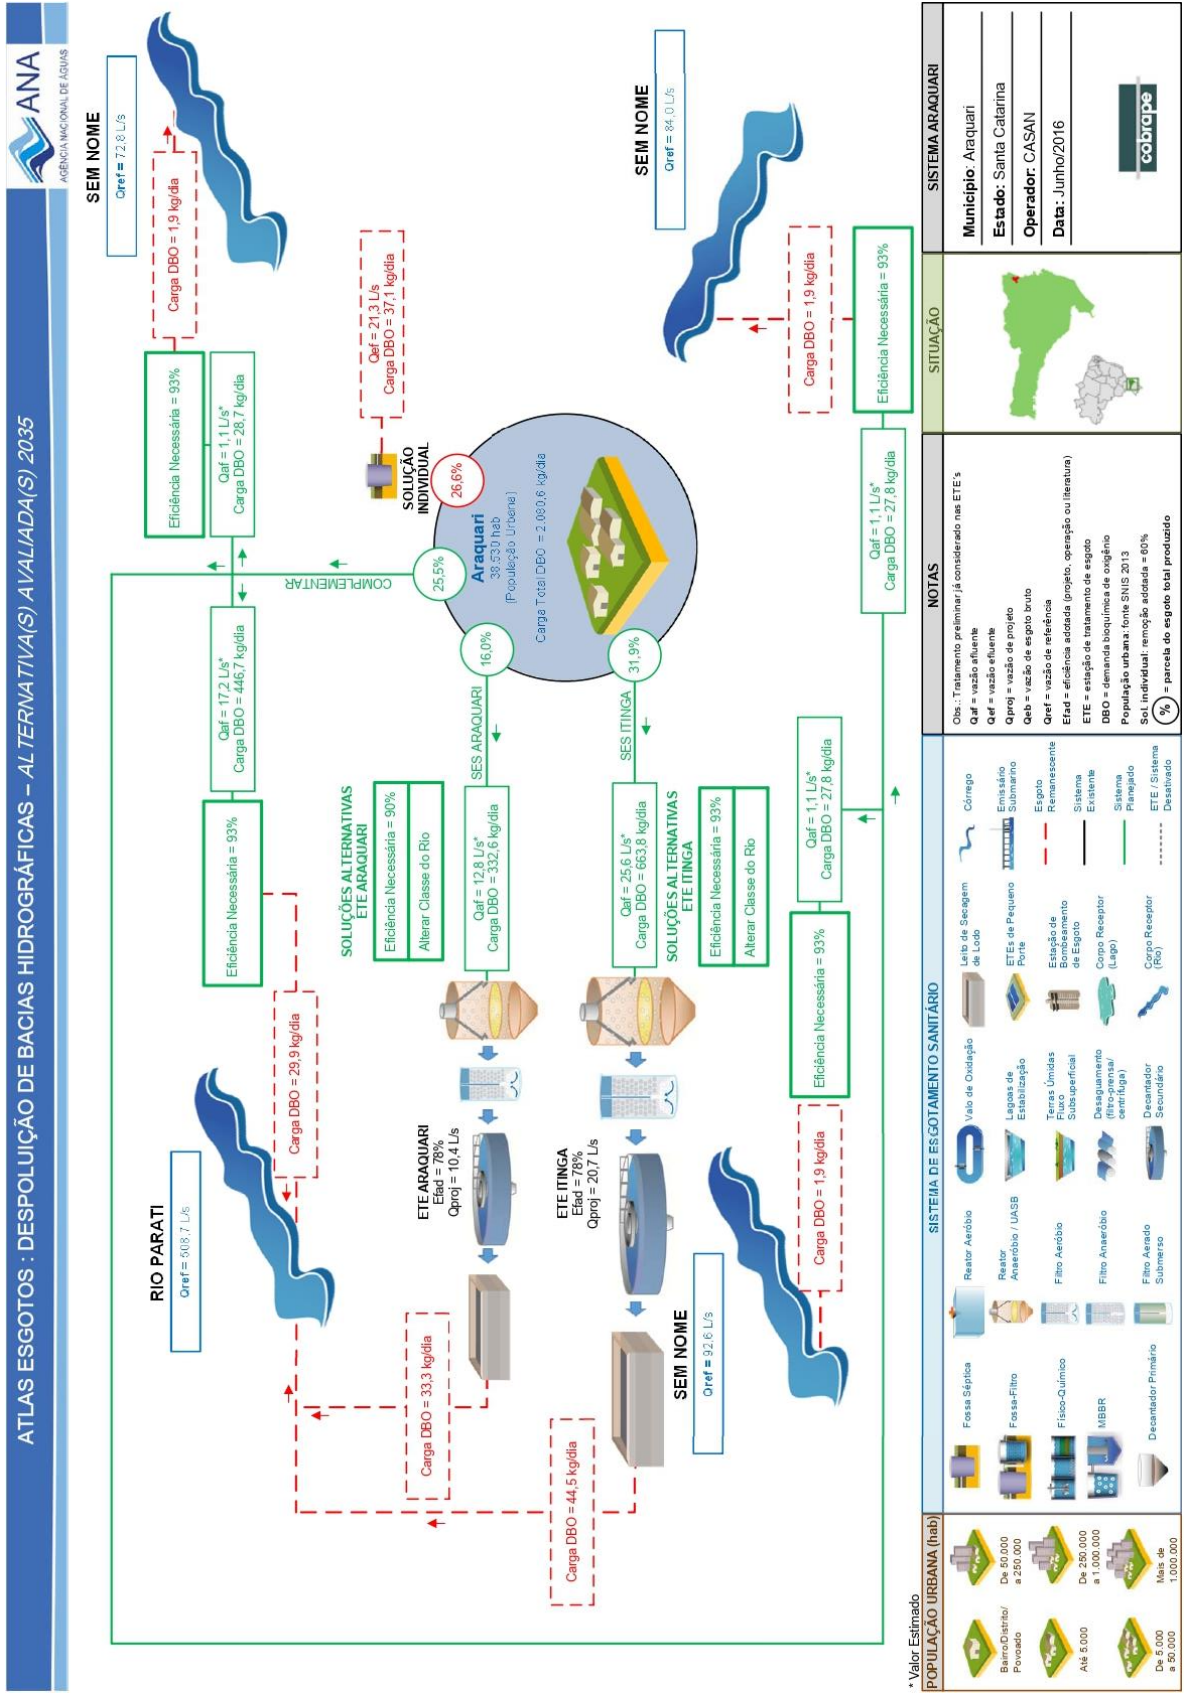 ATLAS ESGOTOS : DESPOLUIÇÃO DE BACIAS HIDROGRÁFICAS – ALTERNATIVA(S) AVALIADA(S) 2035
ANA
AGÊNCIA NACIONAL DE ÁGUAS
RIO PARATI
SEM NOME
Qref = 72,8 L/s
Carga DBO = 29,9 kg/dia
Eficiência Necessária = 93%
Qaf = 17,2 L/s*
Carga DBO = 446,7 kg/dia
Qaf = 1,1 L/s*
Carga DBO = 28,7 kg/dia
Eficiência Necessária = 93%
Carga DBO = 1,9 kg/dia
COMPLEMENTAR
25,5%
SOLUÇÃO
INDIVIDUAL
26,6%
Qef = 21,3 L/s
Carga DBO = 37,1 kg/dia
Araquari
38.530 hab
(População Urbana)
Carga Total DBO = 2.080,6 kg/dia
16,0%
31,9%
SES ARAQUARI
SES ITINGA
SOLUÇÕES ALTERNATIVAS
ETE ARAQUARI
Eficiência Necessária = 90%
Alterar Classe do Rio
Qaf = 12,8 L/s*
Carga DBO = 332,6 kg/dia
ETE ARAQUARI
Efad = 78%
Qproj = 10,4 L/s
Carga DBO = 33,3 kg/dia
Qaf = 25,6 L/s*
Carga DBO = 663,8 kg/dia
SOLUÇÕES ALTERNATIVAS
ETE ITINGA
Eficiência Necessária = 93%
Alterar Classe do Rio
ETE ITINGA
Efad = 78%
Qproj = 20,7 L/s
Carga DBO = 44,5 kg/dia
SEM NOME
Qref = 92,6 L/s
Carga DBO = 1,9 kg/dia
Eficiência Necessária = 93%
Qaf = 1,1 L/s*
Carga DBO = 27,8 kg/dia
Qaf = 1,1 L/s*
Carga DBO = 27,8 kg/dia
Eficiência Necessária = 93%
Carga DBO = 1,9 kg/dia
SEM NOME
Qref = 84,0 L/s
* Valor Estimado
POPULAÇÃO URBANA (hab)
Bairro/Distrito/
Povoado
De 50.000
a 250.000
Até 5.000
De 250.000
a 1.000.000
De 5.000
a 50.000
Mais de
1.000.000
SISTEMA DE ESGOTAMENTO SANITÁRIO
Fossa Séptica
Reator Aeróbio
Valo de Oxidação
Leito de Secagem
de Lodo
Córrego
Fossa-Filtro
Reator
Anaeróbio / UASB
Lagoas de
Estabilização
ETEs de Pequeno
Porte
Emissário
Submarino
Físico-Químico
Filtro Aeróbio
Terras Úmidas
Fluxo
Subsuperficial
Estação de
Bombeamento
de Esgoto
Esgoto
Remanescente
MBBR
Filtro Anaeróbio
Desaguamento
(filtro-prensa/
centrífuga)
Corpo Receptor
(Lago)
Sistema
Existente
Sistema
Planejado
Decantador Primário
Filtro Aerado
Submerso
Decantador
Secundário
Corpo Receptor
(Rio)
ETE / Sistema
Desativado
NOTAS
Obs.: Tratamento preliminar já considerado nas ETE's
Qaf = vazão afluente
Qef = vazão efluente
Qproj = vazão de projeto
Qeb = vazão de esgoto bruto
Qref = vazão de referência
Efad = eficiência adotada (projeto, operação ou literatura)
ETE = estação de tratamento de esgoto
DBO = demanda bioquímica de oxigênio
População urbana: fonte SNIS 2013
Sol. individual: remoção adotada = 60%
% = parcela do esgoto total produzido
SITUAÇÃO
SISTEMA ARAQUARI
Município: Araquari
Estado: Santa Catarina
Operador: CASAN
Data: Junho/2016
cobrape